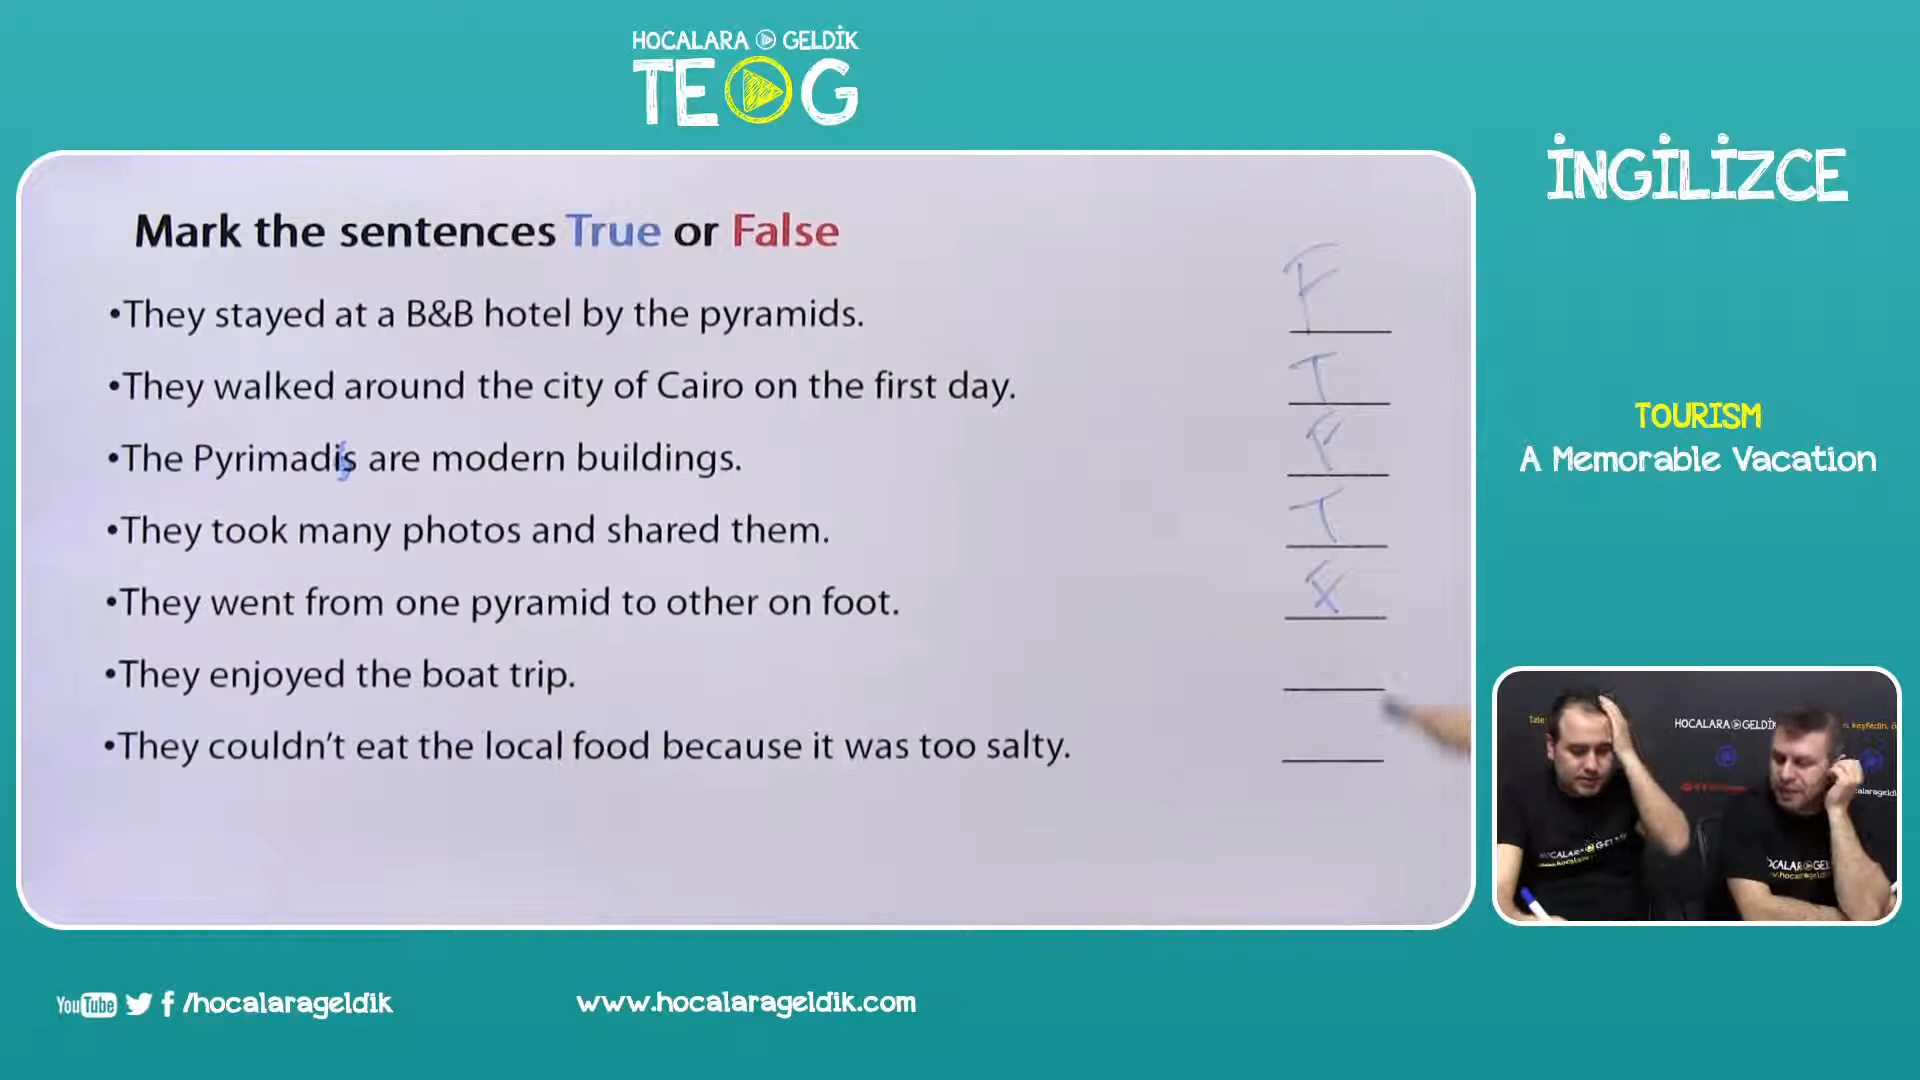 HOCALARA GELDİK
TEOG
İNGİLİZCE
Mark the sentences True or False
•They stayed at a B&B hotel by the pyramids. F
•They walked around the city of Cairo on the first day. T
•The Pyrimadis are modern buildings. F
•They took many photos and shared them. T
•They went from one pyramid to other on foot. F
•They enjoyed the boat trip.
•They couldn't eat the local food because it was too salty.
TOURISM
A Memorable Vacation
HOCALARA GELDİK
YouTube /hocalarageldik
www.hocalarageldik.com